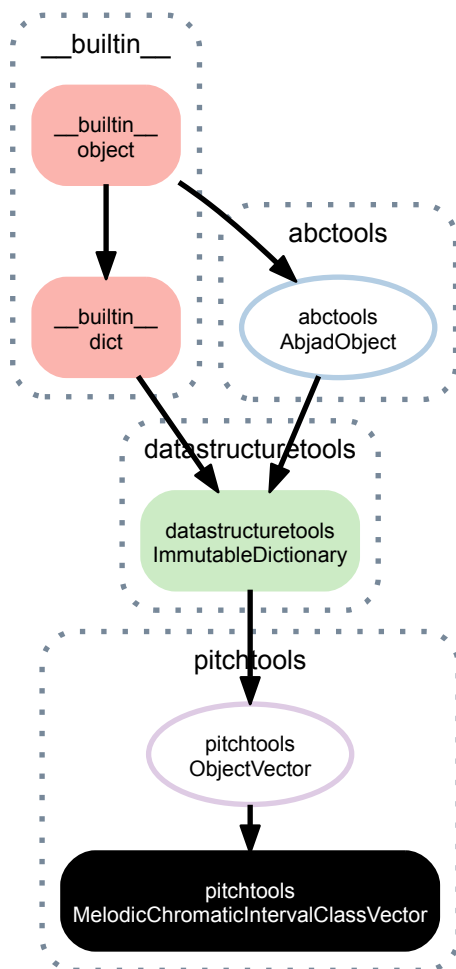 __builtin__
__builtin__
object
abctools
__builtin__
dict
abctools
AbjadObject
datastructuretools
datastructuretools
ImmutableDictionary
pitchtools
pitchtools
ObjectVector
pitchtools
MelodicChromaticIntervalClassVector